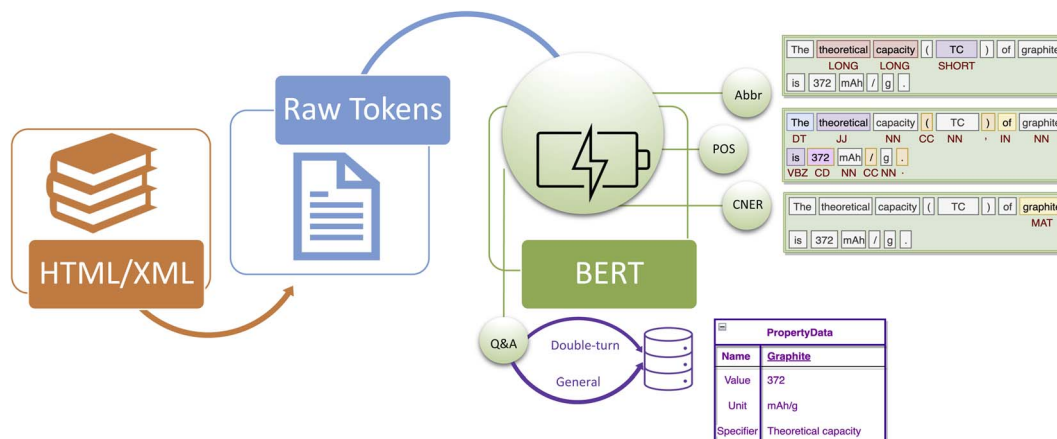 HTML/XML
Raw Tokens
BERT
Abbr
POS
CNER
Q&A
Double-turn
General
The theoretical capacity ( TC ) of graphite
LONG LONG SHORT
is 372 mAh / g .
The theoretical capacity ( TC ) of graphite
DT JJ NN CC NN , IN NN
is 372 mAh / g .
VBZ CD NN CC NN .
The theoretical capacity ( TC ) of graphite
MAT
is 372 mAh / g .
PropertyData
Name Graphite
Value 372
Unit mAh/g
Specifier Theoretical capacity